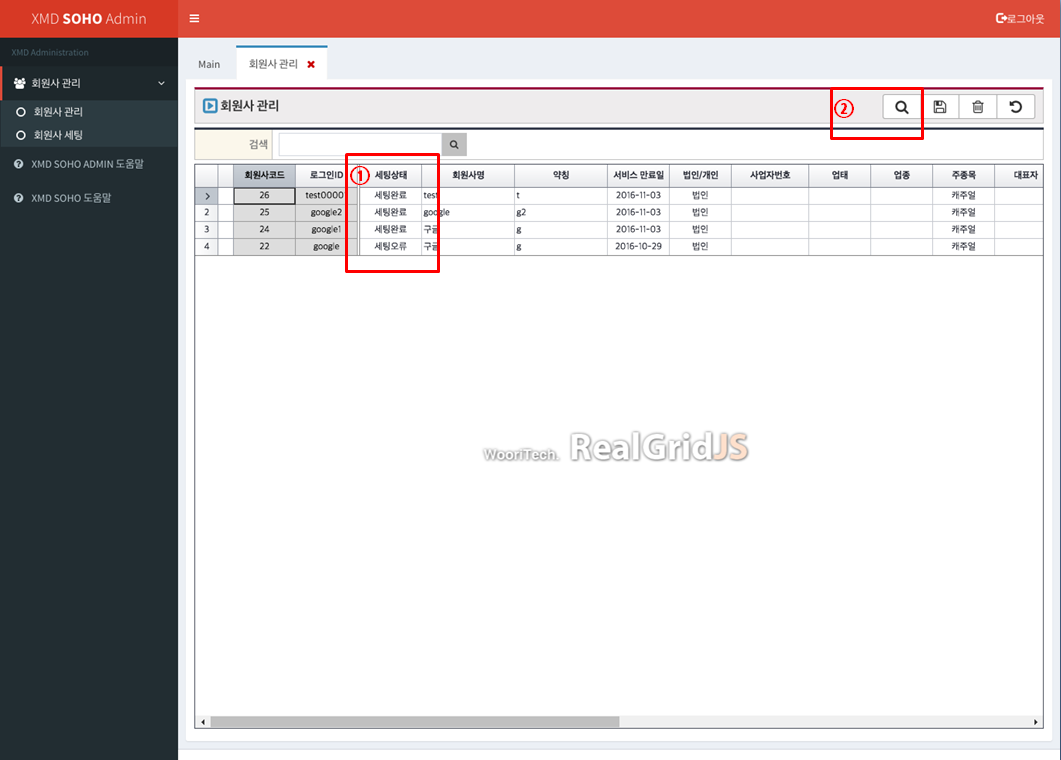 XMD SOHO Admin
로그아웃
XMD Administration
회원사 관리
회원사 관리
회원사 세팅
XMD SOHO ADMIN 도움말
XMD SOHO 도움말
Main 회원사 관리
회원사 관리
②
검색
①
회원사코드 로그인ID 세팅상태 회원사명 약칭 서비스 만료일 법인/개인 사업자번호 업태 업종 주종목 대표자
26 test0000 세팅완료 test t 2016-11-03 법인 캐주얼
2 25 google2 세팅완료 google g2 2016-11-03 법인 캐주얼
3 24 google1 세팅완료 구글 g 2016-11-03 법인 캐주얼
4 22 google 세팅오류 구글 g 2016-10-29 법인 캐주얼
WooriTech. RealGridJS